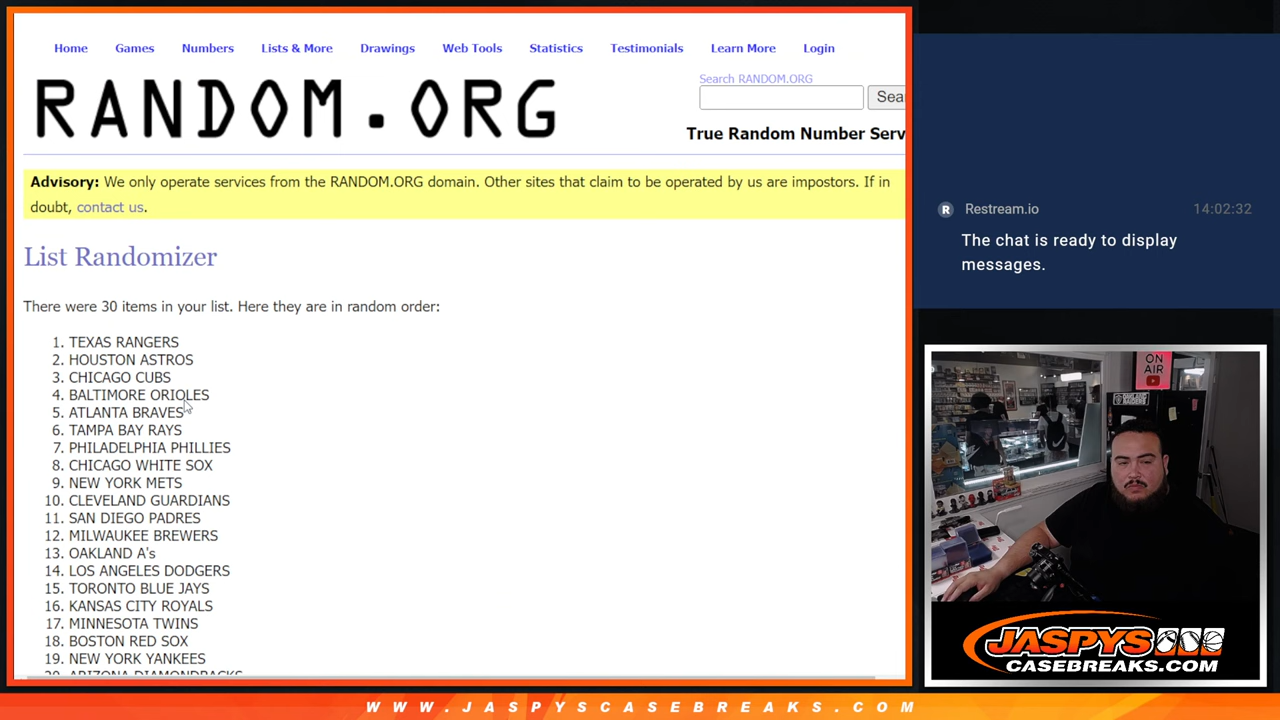 Home Games Numbers Lists & More Drawings Web Tools Statistics Testimonials Learn More Login
RANDOM.ORG
Search RANDOM.ORG
Sear
True Random Number Serv
Advisory: We only operate services from the RANDOM.ORG domain. Other sites that claim to be operated by us are impostors. If in
doubt, contact us.
List Randomizer
There were 30 items in your list. Here they are in random order:
1. TEXAS RANGERS
2. HOUSTON ASTROS
3. CHICAGO CUBS
4. BALTIMORE ORIOLES
5. ATLANTA BRAVES
6. TAMPA BAY RAYS
7. PHILADELPHIA PHILLIES
8. CHICAGO WHITE SOX
9. NEW YORK METS
10. CLEVELAND GUARDIANS
11. SAN DIEGO PADRES
12. MILWAUKEE BREWERS
13. OAKLAND A's
14. LOS ANGELES DODGERS
15. TORONTO BLUE JAYS
16. KANSAS CITY ROYALS
17. MINNESOTA TWINS
18. BOSTON RED SOX
19. NEW YORK YANKEES
20. ARIZONA DIAMONDBACKS
R Restream.io 14:02:32
The chat is ready to display
messages.
ON
AIR
JASPYS
CASEBREAKS.COM
WWW.JASPYSCASEBREAKS.COM